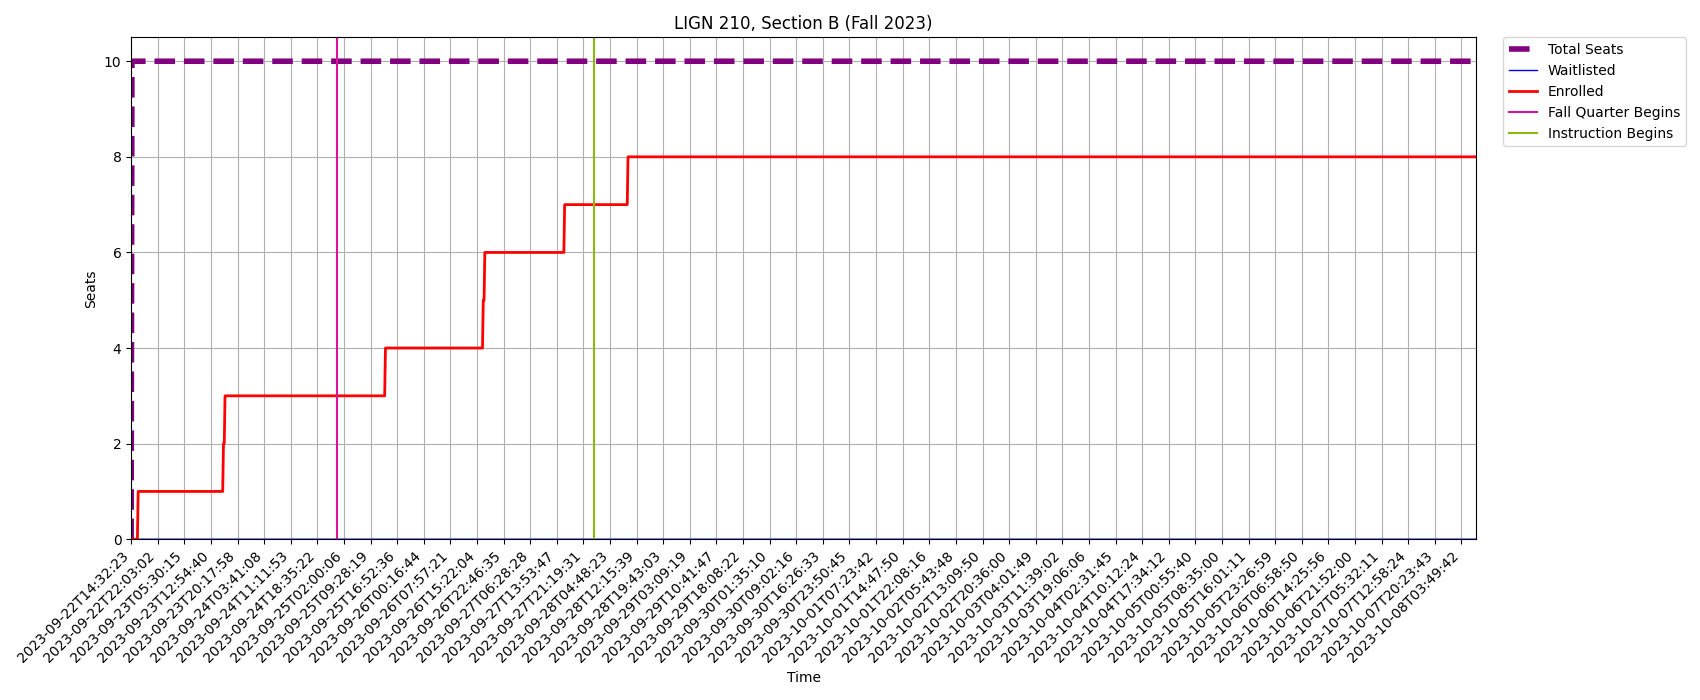 LIGN 210, Section B (Fall 2023)
Total Seats
Waitlisted
Enrolled
Fall Quarter Begins
Instruction Begins
Seats
10
8
6
4
2
0
2023-09-22T14:32:23
2023-09-22T22:03:02
2023-09-23T05:30:15
2023-09-23T12:54:40
2023-09-23T20:17:58
2023-09-24T03:41:08
2023-09-24T11:11:53
2023-09-24T18:35:22
2023-09-25T02:00:06
2023-09-25T09:28:19
2023-09-25T16:52:36
2023-09-26T00:16:44
2023-09-26T07:57:21
2023-09-26T15:22:04
2023-09-26T22:46:35
2023-09-27T06:28:28
2023-09-27T13:53:47
2023-09-27T21:19:31
2023-09-28T04:48:23
2023-09-28T12:15:39
2023-09-28T19:43:03
2023-09-29T03:09:19
2023-09-29T10:41:47
2023-09-29T18:08:22
2023-09-30T01:35:10
2023-09-30T09:02:16
2023-09-30T16:26:33
2023-09-30T23:50:45
2023-10-01T07:23:42
2023-10-01T14:47:50
2023-10-01T22:08:16
2023-10-02T05:43:48
2023-10-02T13:09:50
2023-10-02T20:36:00
2023-10-03T04:01:49
2023-10-03T11:39:02
2023-10-03T19:06:06
2023-10-04T02:31:45
2023-10-04T10:12:24
2023-10-04T17:34:12
2023-10-05T00:55:40
2023-10-05T08:35:00
2023-10-05T16:01:11
2023-10-05T23:26:59
2023-10-06T06:58:50
2023-10-06T14:25:56
2023-10-06T21:52:00
2023-10-07T05:32:11
2023-10-07T12:58:24
2023-10-07T20:23:43
2023-10-08T03:49:42
Time